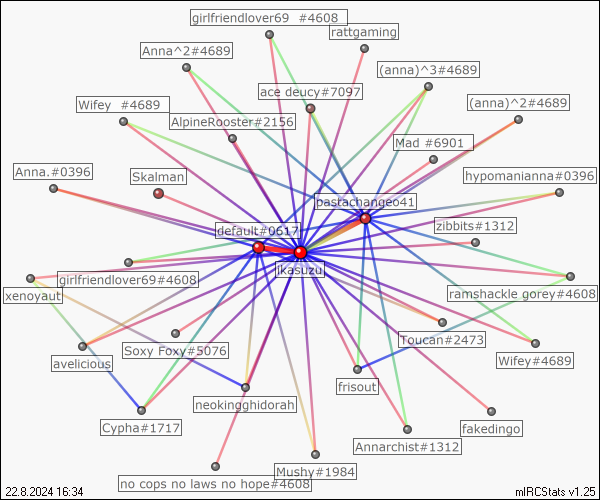 girlfriendlover69 #4608
rattgaming
Anna^2#4689
(anna)^3#4689
ace deucy#7097
Wifey #4689
(anna)^2#4689
AlpineRooster#2156
Mad #6901
Anna.#0396
Skalman
hypomanianna#0396
pastachangeo41
default#0617
zibbits#1312
jkasuzu
girlfriendlover69#4608
xenoyaut
ramshackle gorey#4608
Toucan#2473
Soxy Foxy#5076
avelicious
Wifey#4689
frisout
neokingghidorah
Cypha#1717
fakedingo
Annarchist#1312
Mushy#1984
no cops no laws no hope#4608
22.8.2024 16:34
mIRCStats v1.25